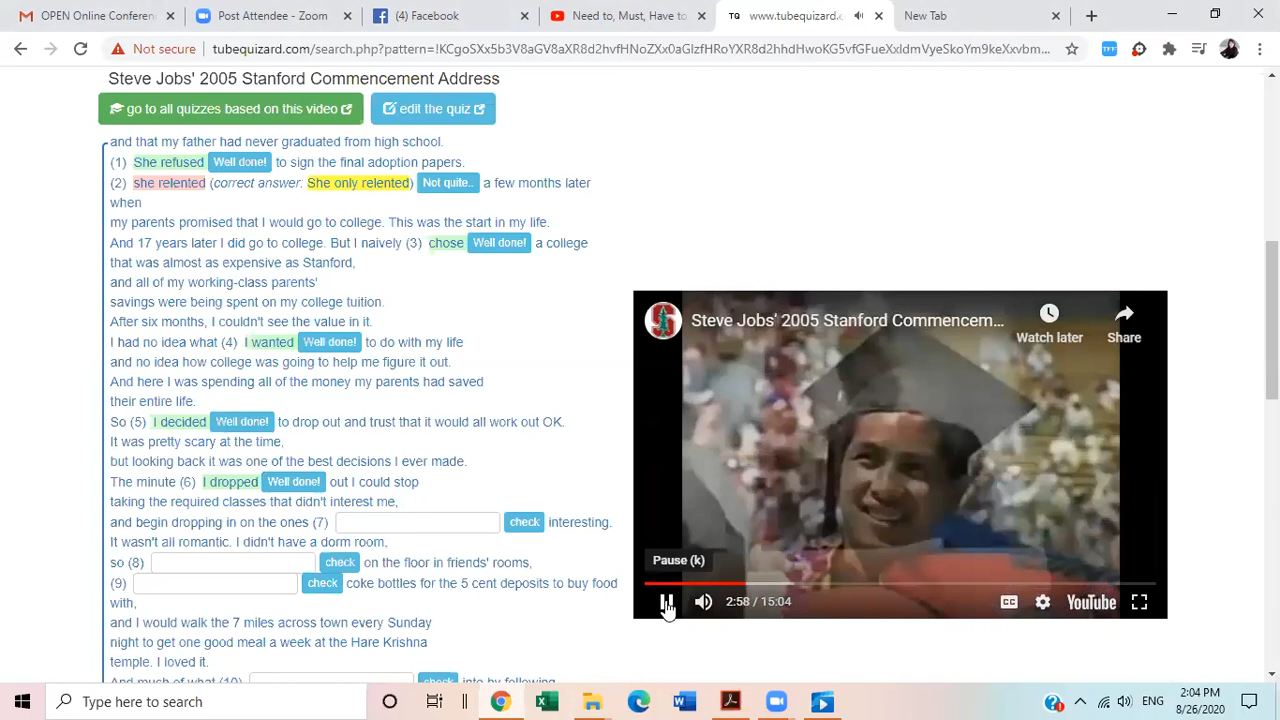 OPEN Online Conferen
Post Attendee - Zoom
(4) Facebook
Need to, Must, Have to
TQ www.tubequizard.c
New Tab
Not secure tubequizard.com/search.php?pattern=!KCgoSXx5b3V8aGV8aXR8d2hvfHNoZXx0aGlzfHRoYXR8d2hhdHwoKG5vfGFueXxldmVyeSkoYm9keXxvbm...
Steve Jobs' 2005 Stanford Commencement Address
go to all quizzes based on this video
edit the quiz
and that my father had never graduated from high school.
(1) She refused Well done! to sign the final adoption papers.
(2) she relented (correct answer: She only relented) Not quite.. a few months later
when
my parents promised that I would go to college. This was the start in my life.
And 17 years later I did go to college. But I naively (3) chose Well done! a college
that was almost as expensive as Stanford,
and all of my working-class parents'
savings were being spent on my college tuition.
After six months, I couldn't see the value in it.
I had no idea what (4) I wanted Well done! to do with my life
and no idea how college was going to help me figure it out.
And here I was spending all of the money my parents had saved
their entire life.
So (5) I decided Well done! to drop out and trust that it would all work out OK.
It was pretty scary at the time,
but looking back it was one of the best decisions I ever made.
The minute (6) I dropped Well done! out I could stop
taking the required classes that didn't interest me,
and begin dropping in on the ones (7) check interesting.
It wasn't all romantic. I didn't have a dorm room,
so (8) check on the floor in friends' rooms,
(9) check coke bottles for the 5 cent deposits to buy food
with,
and I would walk the 7 miles across town every Sunday
night to get one good meal a week at the Hare Krishna
temple. I loved it.
And much of what (10) check into by following
Steve Jobs' 2005 Stanford Commencem...
Watch later
Share
Pause (k)
2:58 / 15:04
CC
YouTube
Type here to search
ENG
2:04 PM
8/26/2020